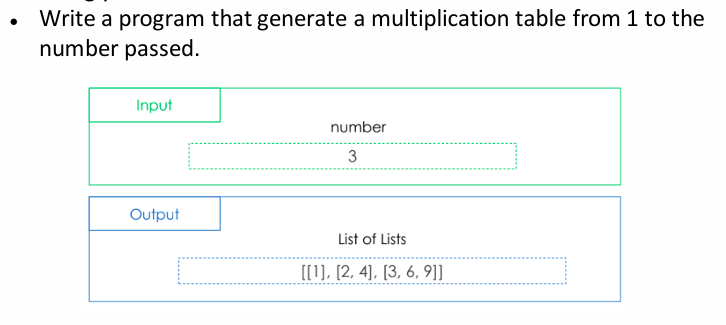 • Write a program that generate a multiplication table from 1 to the
number passed.
Input
number
3
Output
List of Lists
[[1], [2, 4], [3, 6, 9]]